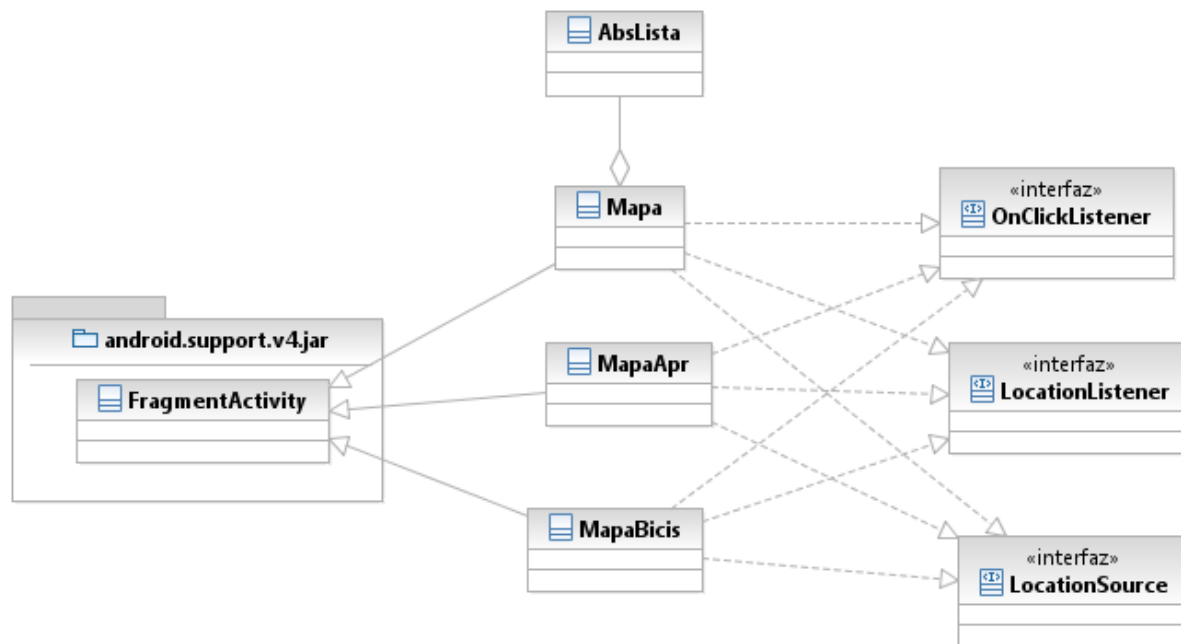 AbsLista
Mapa
«interfaz»
OnClickListener
android.support.v4.jar
FragmentActivity
MapaApr
«interfaz»
LocationListener
MapaBicis
«interfaz»
LocationSource